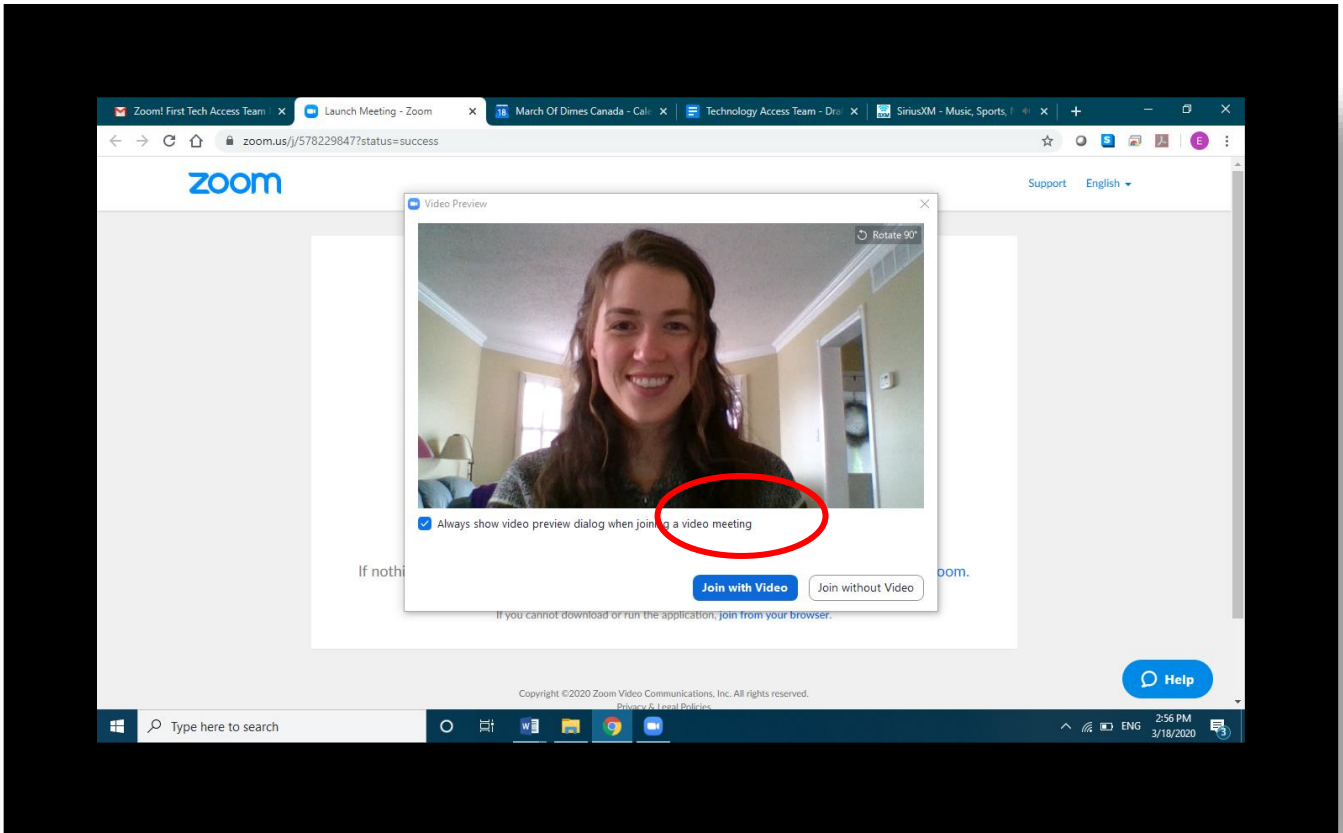 Zoom! First Tech Access Team
Launch Meeting - Zoom
18
March Of Dimes Canada - Cale
Technology Access Team - Dra
SiriusXM - Music, Sports, N
zoom.us/j/578229847?status=success
S
E
zoom
Support English
Video Preview
Rotate 90°
Always show video preview dialog when joining a video meeting
If nothi
oom.
Join with Video
Join without Video
If you cannot download or run the application, join from your browser.
Help
Copyright ©2020 Zoom Video Communications, Inc. All rights reserved.
Privacy & Legal Policies
Type here to search
W
ENG
2:56 PM
3/18/2020
3